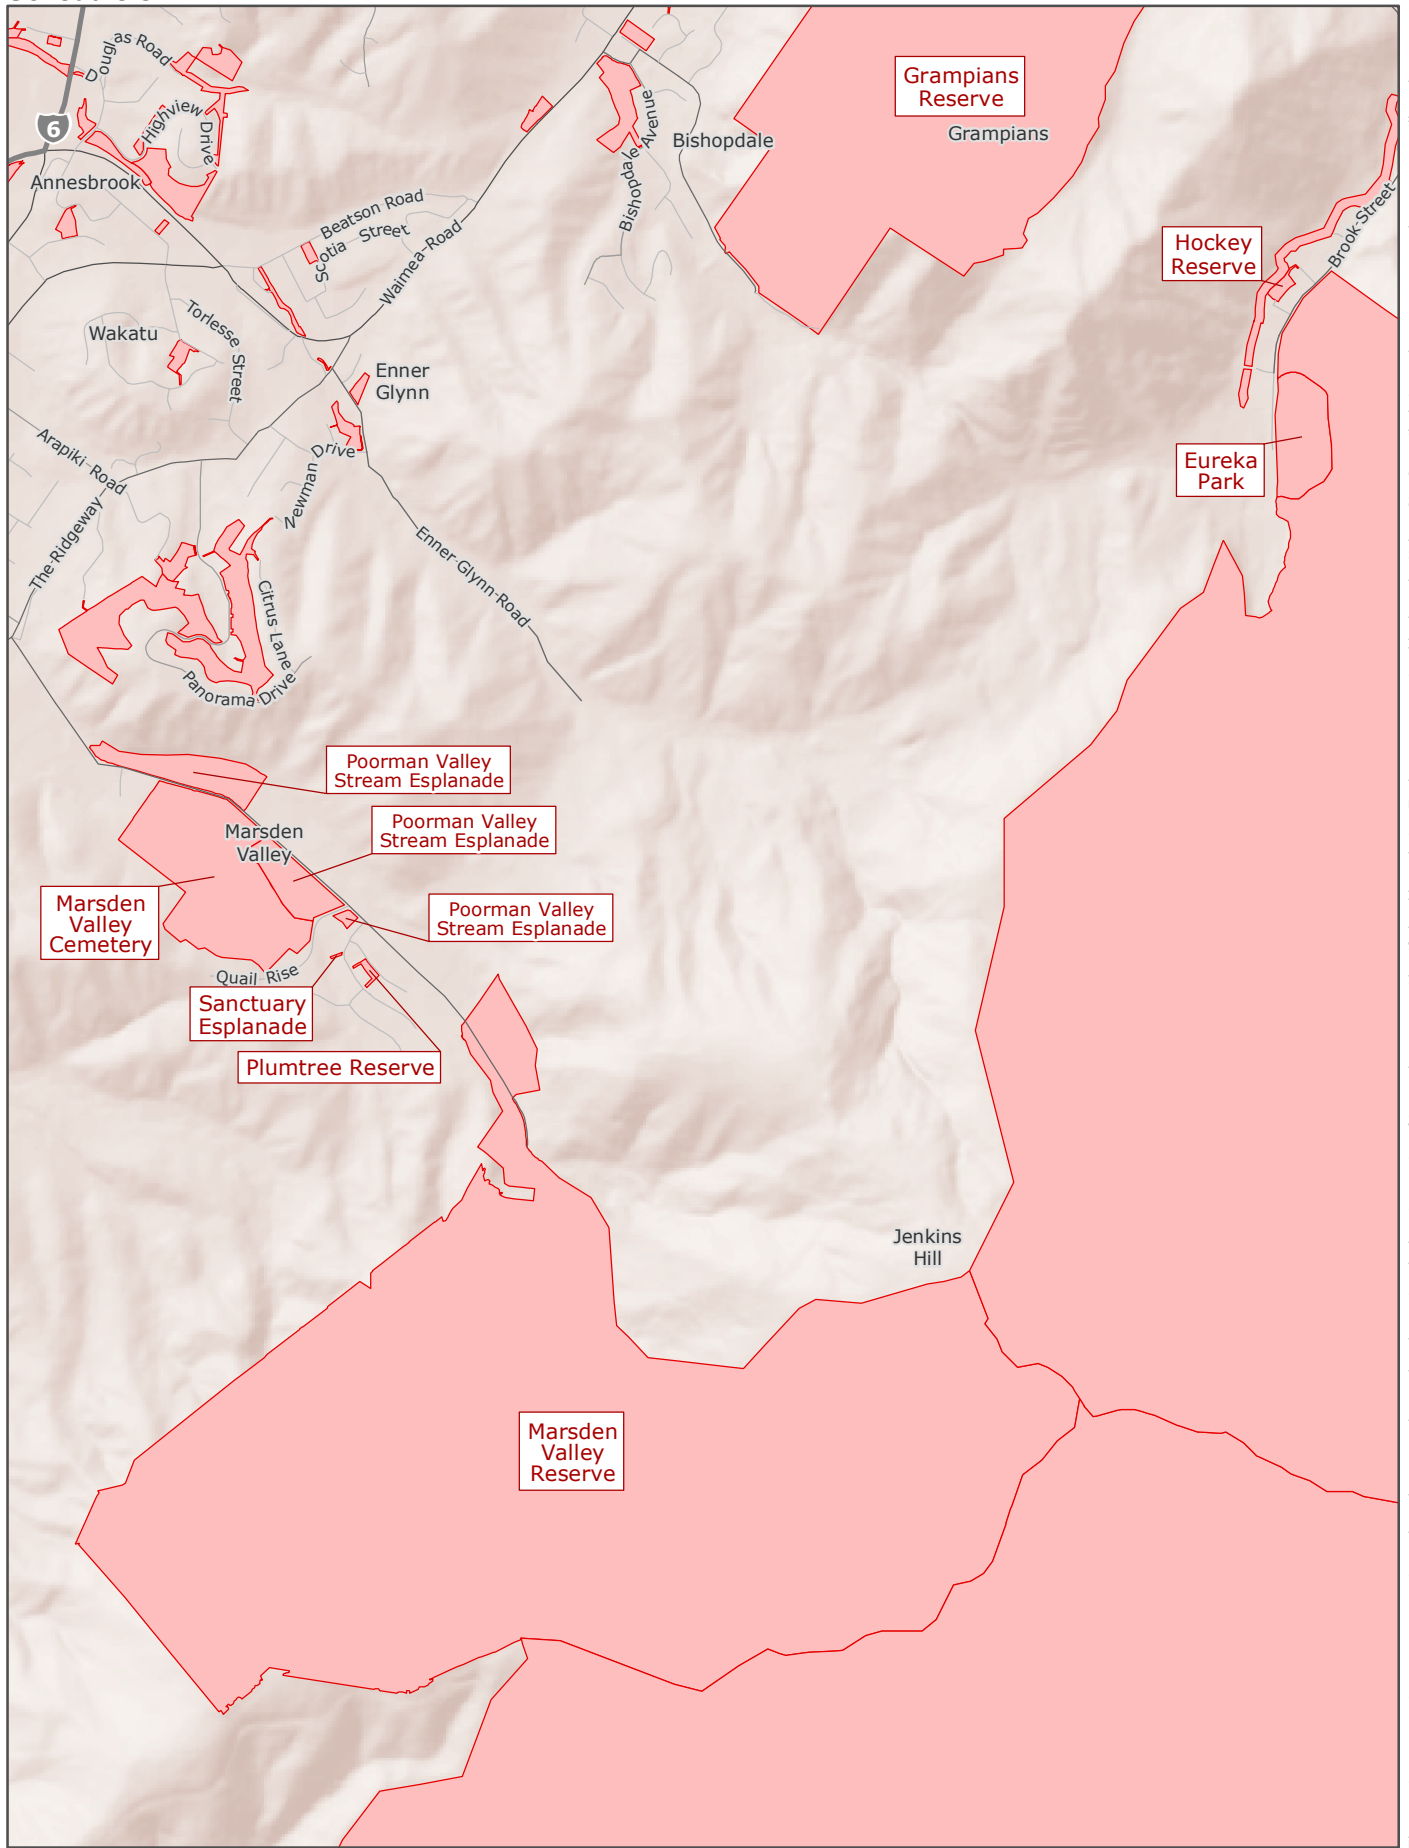 Douglas Road
6
Highview Drive
Annesbrook
Bishopdale Avenue
Bishopdale
Grampians
Reserve
Grampians
Hockey
Reserve
Brook Street
Beatson Road
Scotia Street
Waimea Road
Wakatu
Torlesse Street
Enner
Glynn
Arapiki Road
The Ridgeway
Newman Drive
Eureka
Park
Enner Glynn Road
Citrus Lane
Panorama Drive
Poorman Valley
Stream Esplanade
Poorman Valley
Stream Esplanade
Marsden
Valley
Marsden
Valley
Cemetery
Poorman Valley
Stream Esplanade
Quail Rise
Sanctuary
Esplanade
Plumtree Reserve
Jenkins
Hill
Marsden
Valley
Reserve